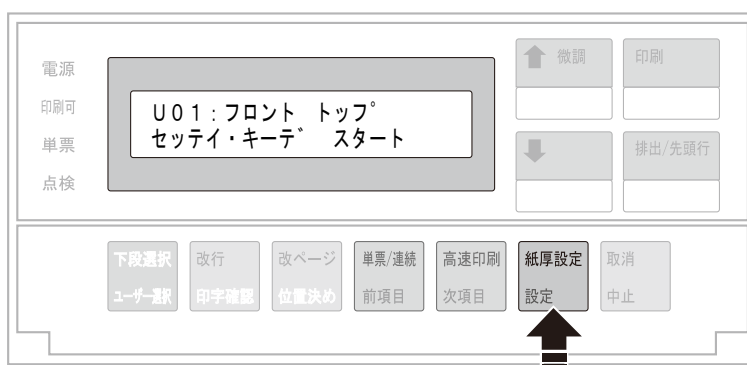 電源
印刷可
単票
点検
U01:フロント トップ
セッテイ・キーデ スタート
微調
印刷
排出/先頭行
下段選択
ユーザー選択
改行
印字確認
改ページ
位置決め
単票/連続
前項目
高速印刷
次項目
紙厚設定
設定
取消
中止